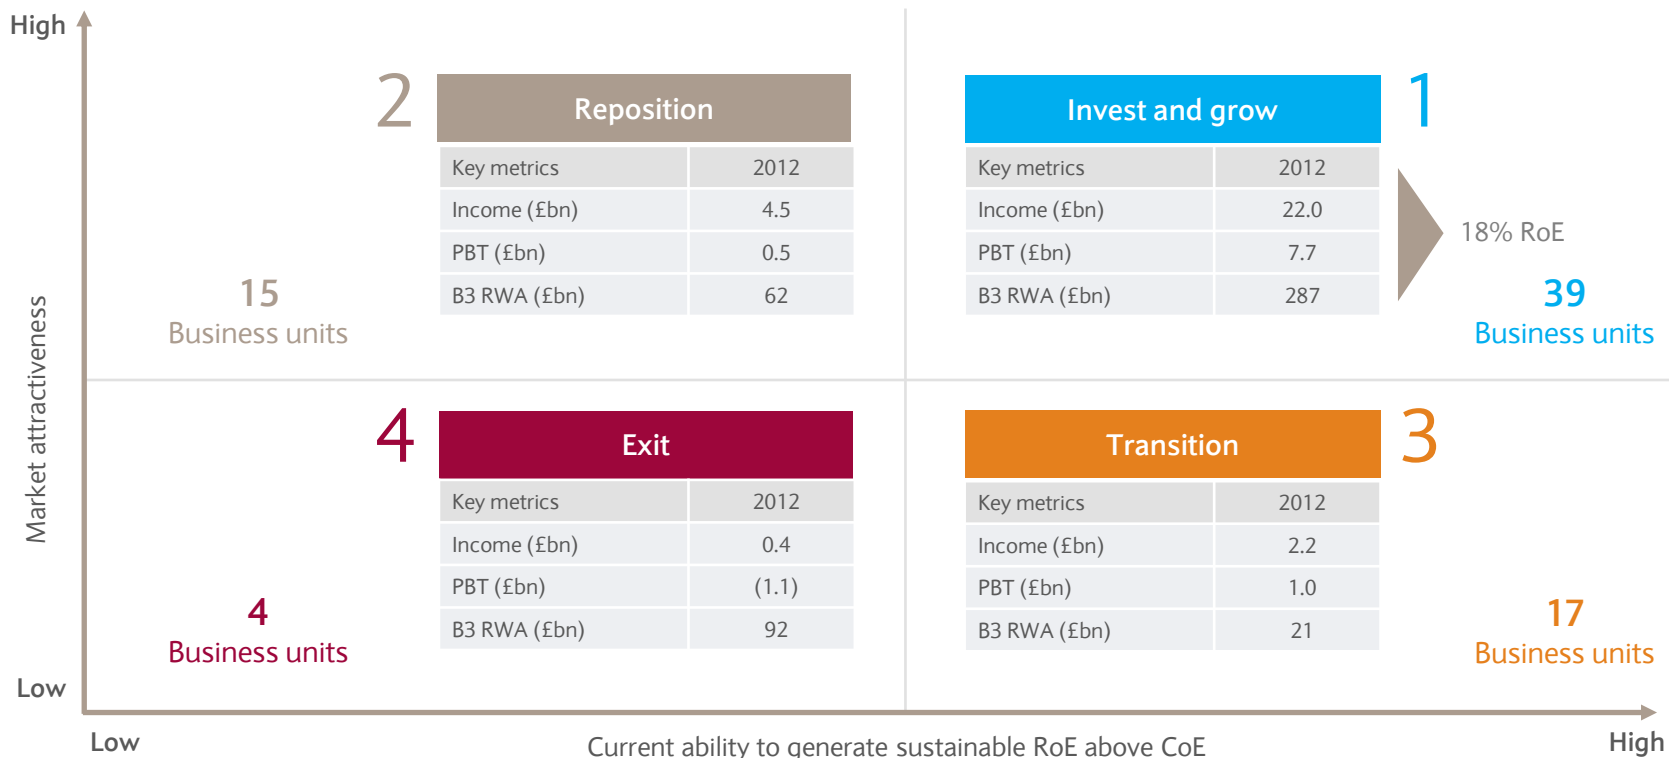 High
2
Reposition
Key metrics 2012
Income (£bn) 4.5
PBT (£bn) 0.5
B3 RWA (£bn) 62
15
Business units
Invest and grow
1
Key metrics 2012
Income (£bn) 22.0
PBT (£bn) 7.7
B3 RWA (£bn) 287
18% RoE
39
Business units
Market attractiveness
4
Exit
Key metrics 2012
Income (£bn) 0.4
PBT (£bn) (1.1)
B3 RWA (£bn) 92
4
Business units
Transition
3
Key metrics 2012
Income (£bn) 2.2
PBT (£bn) 1.0
B3 RWA (£bn) 21
17
Business units
Low
Low
Current ability to generate sustainable RoE above CoE
High